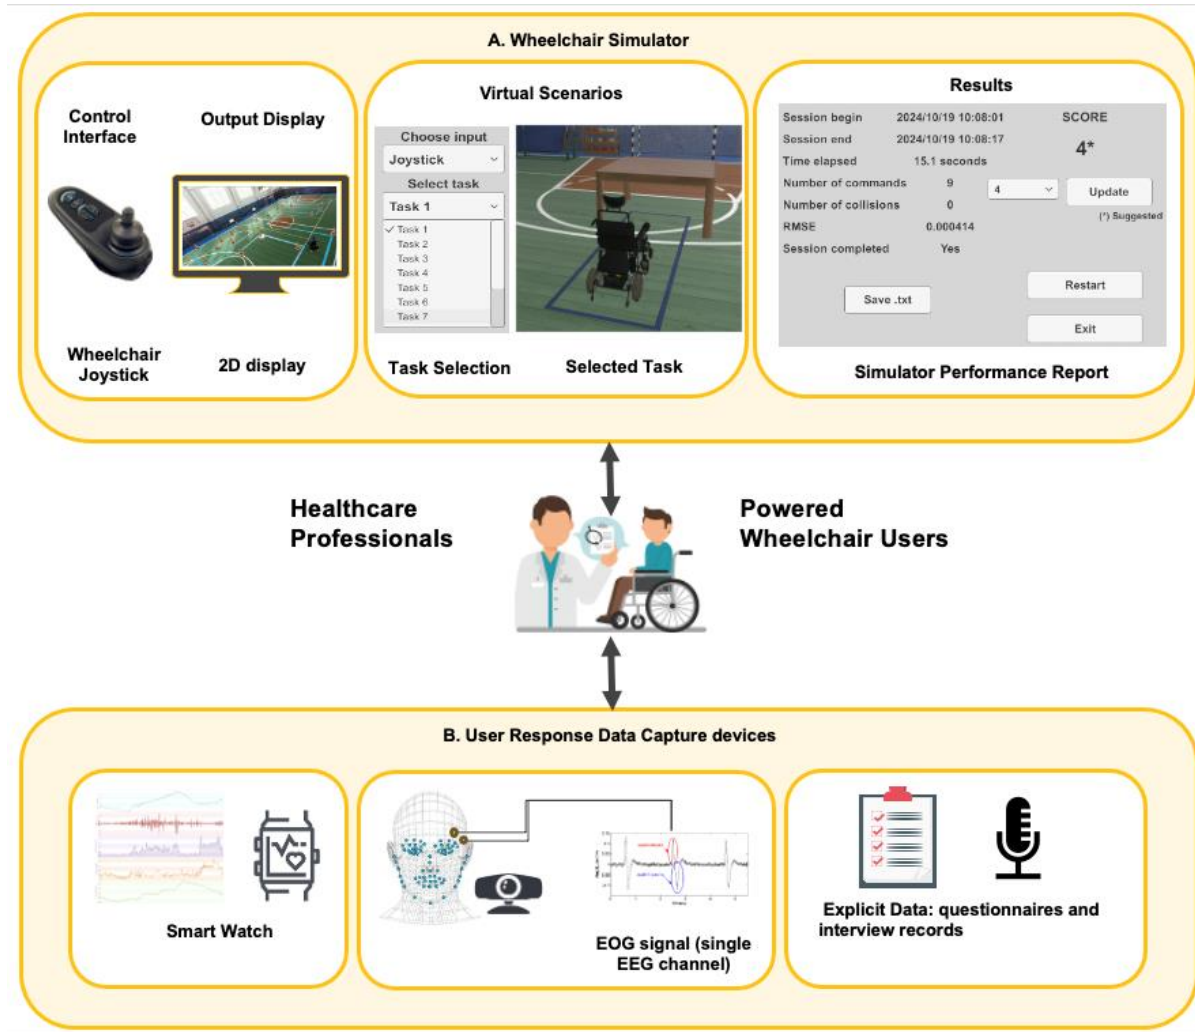 A. Wheelchair Simulator
Control
Interface
Output Display
Wheelchair
Joystick
2D display
Virtual Scenarios
Choose input
Joystick
Select task
Task 1
Task 1
Task 2
Task 3
Task 4
Task 5
Task 6
Task 7
Task Selection
Selected Task
Results
Session begin 2024/10/19 10:08:01
Session end 2024/10/19 10:08:17
Time elapsed 15.1 seconds
Number of commands 9
Number of collisions 0
RMSE 0.000414
Session completed Yes
SCORE
4*
4
Update
(*) Suggested
Save .txt
Restart
Exit
Simulator Performance Report
Healthcare
Professionals
Powered
Wheelchair Users
B. User Response Data Capture devices
Smart Watch
EOG signal (single
EEG channel)
Explicit Data: questionnaires and
interview records